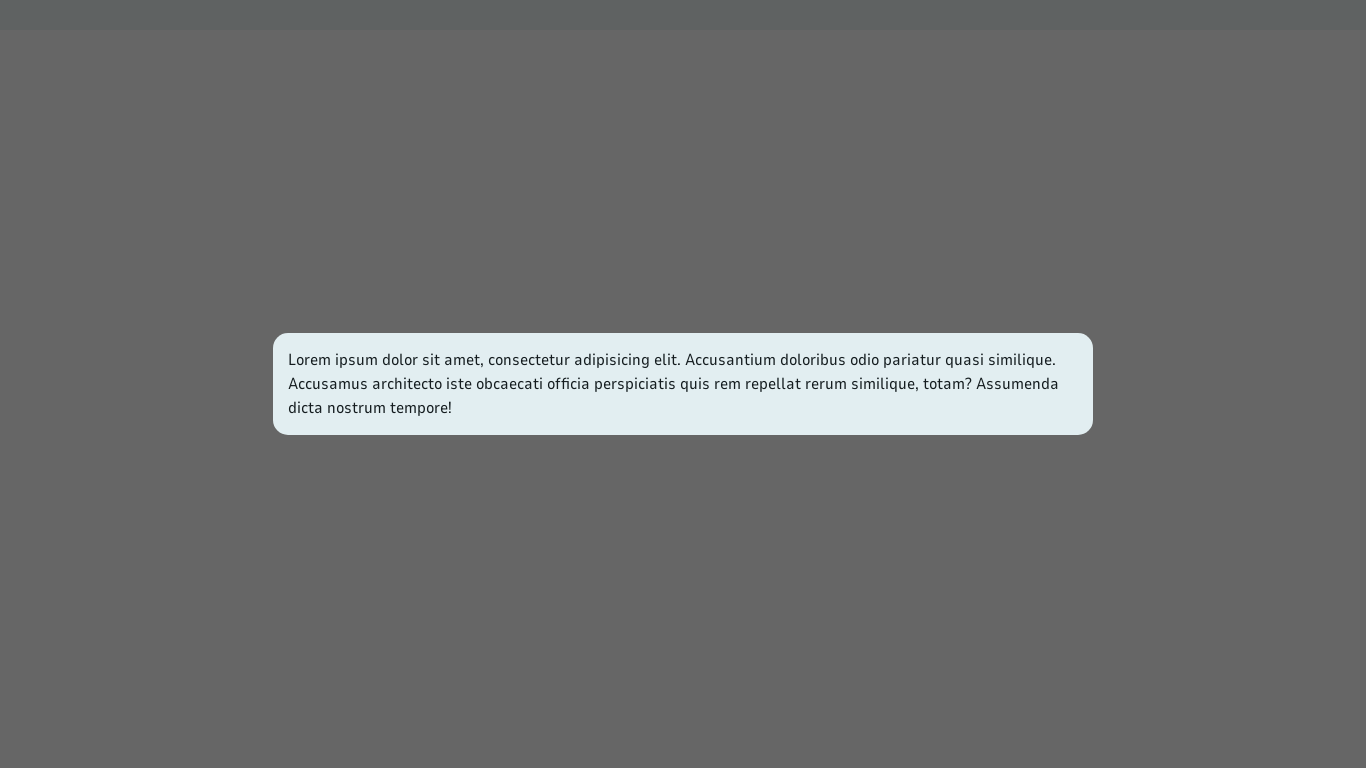 Lorem ipsum dolor sit amet, consectetur adipisicing elit. Accusantium doloribus odio pariatur quasi similique.
Accusamus architecto iste obcaecati officia perspiciatis quis rem repellat rerum similique, totam? Assumenda
dicta nostrum tempore!